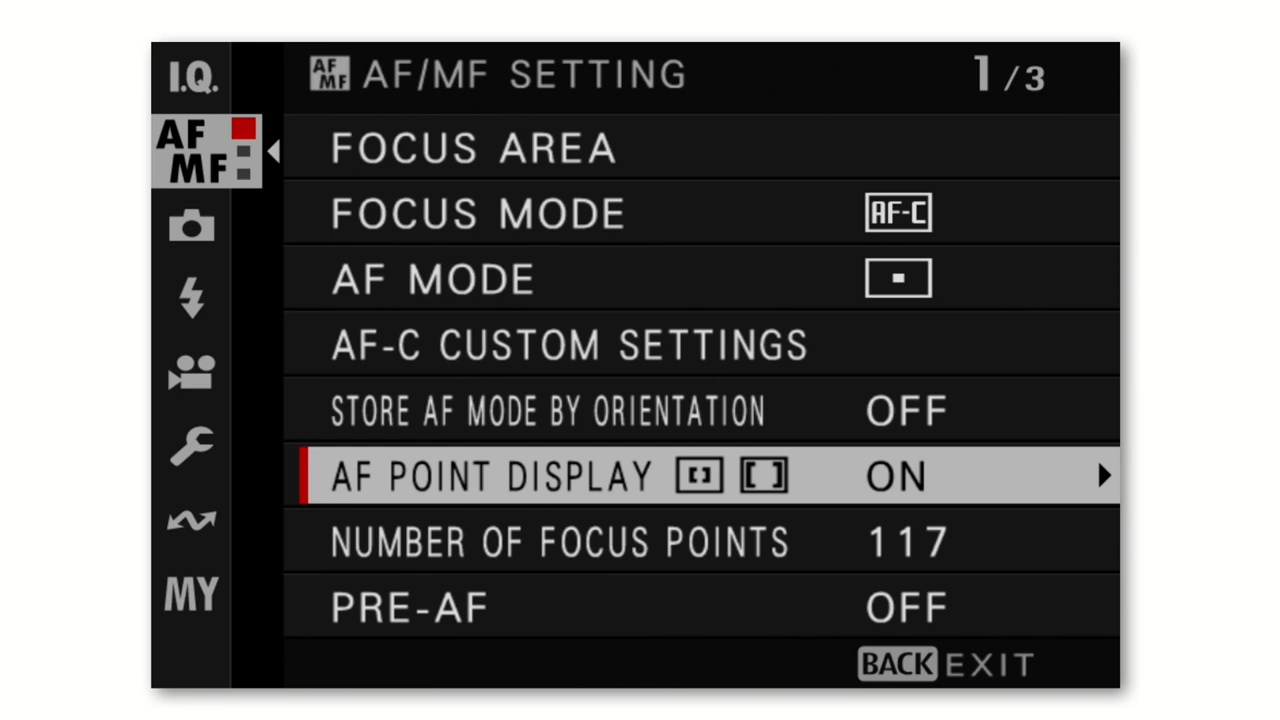 I.Q.
AF MF AF/MF SETTING 1/3
AF
MF
FOCUS AREA
FOCUS MODE AF-C
AF MODE
AF-C CUSTOM SETTINGS
STORE AF MODE BY ORIENTATION OFF
AF POINT DISPLAY ON
NUMBER OF FOCUS POINTS 117
MY
PRE-AF OFF
BACK EXIT